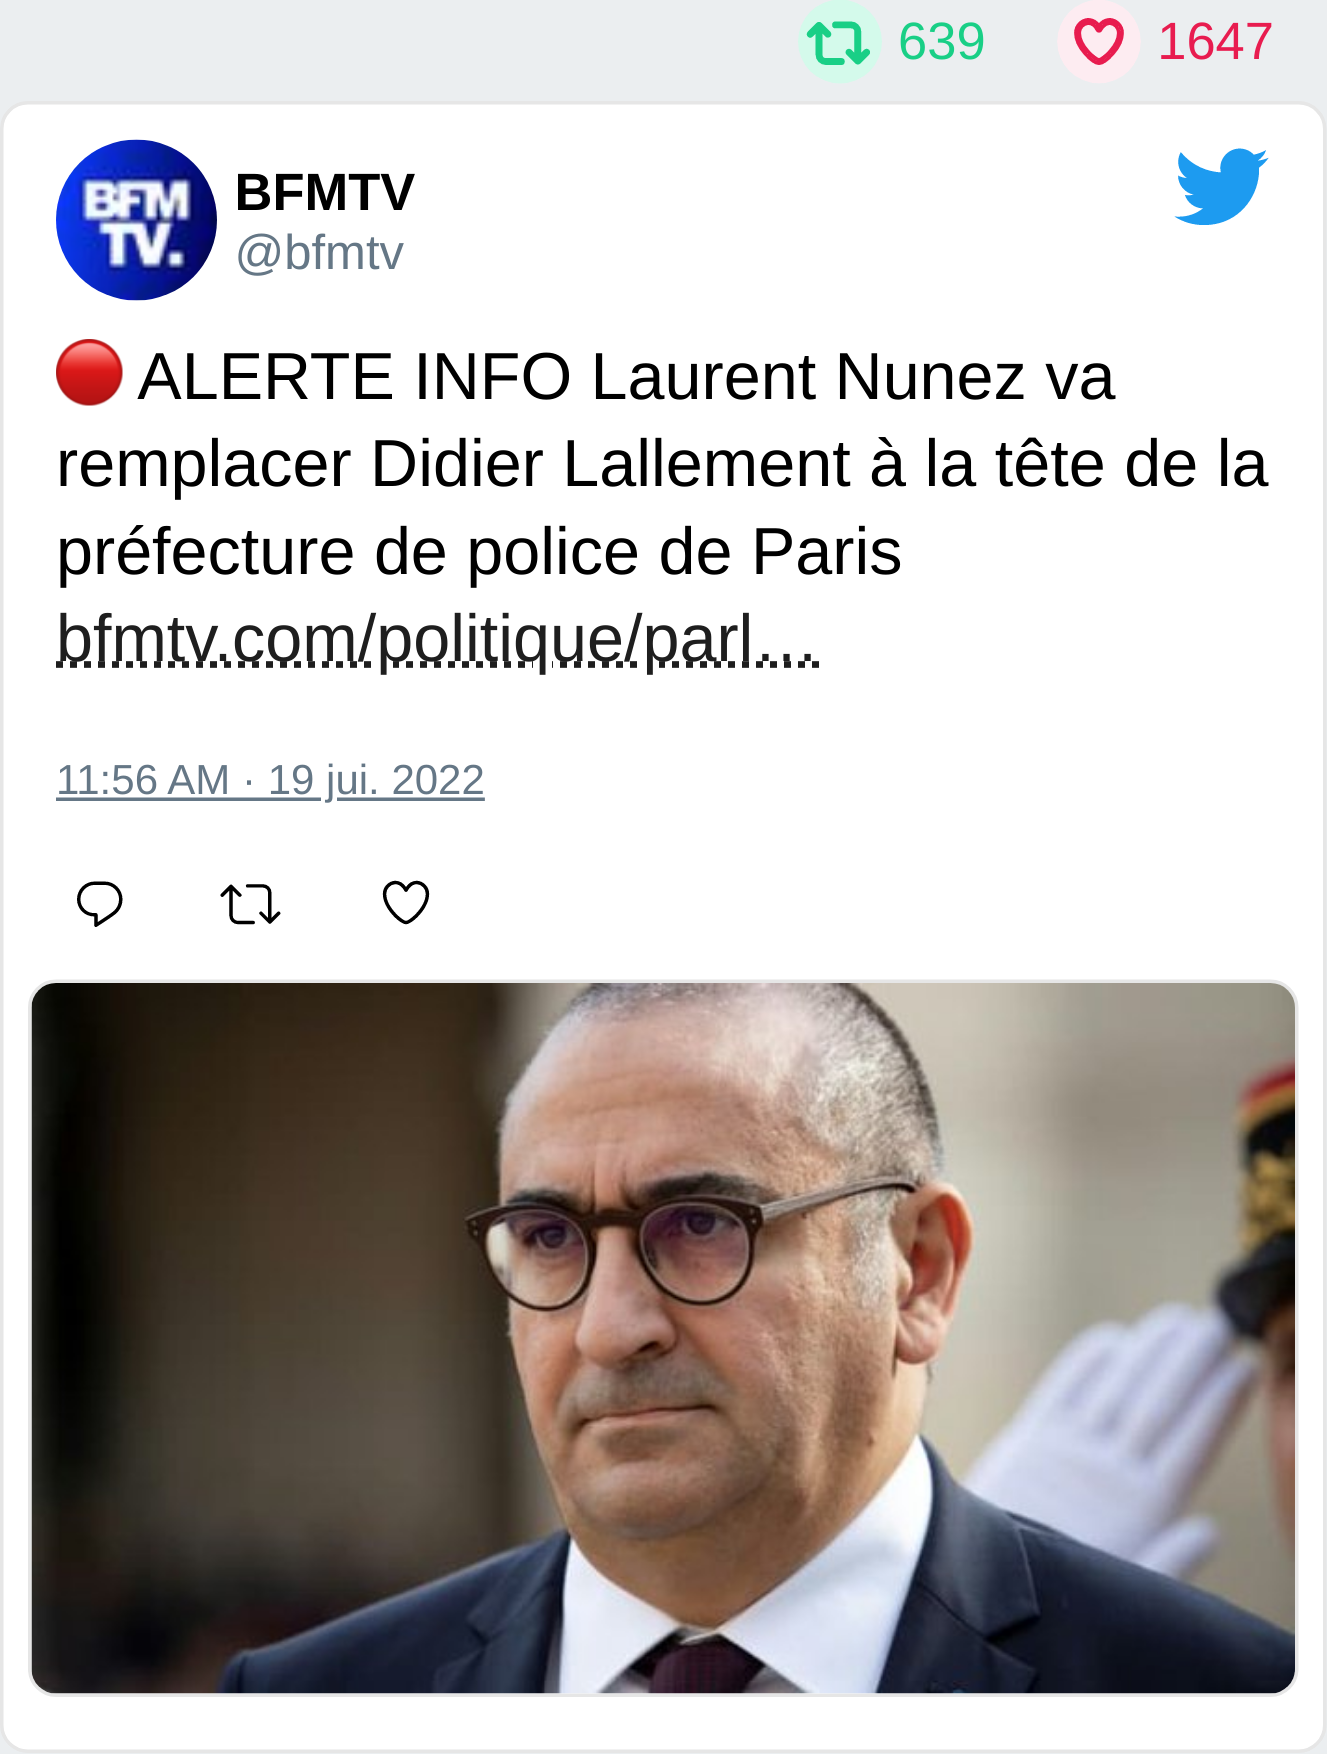 639 1647
BFM
TV.
BFMTV
@bfmtv
🔴 ALERTE INFO Laurent Nunez va
remplacer Didier Lallement à la tête de la
préfecture de police de Paris
bfmtv.com/politique/parl…
11:56 AM · 19 jui. 2022